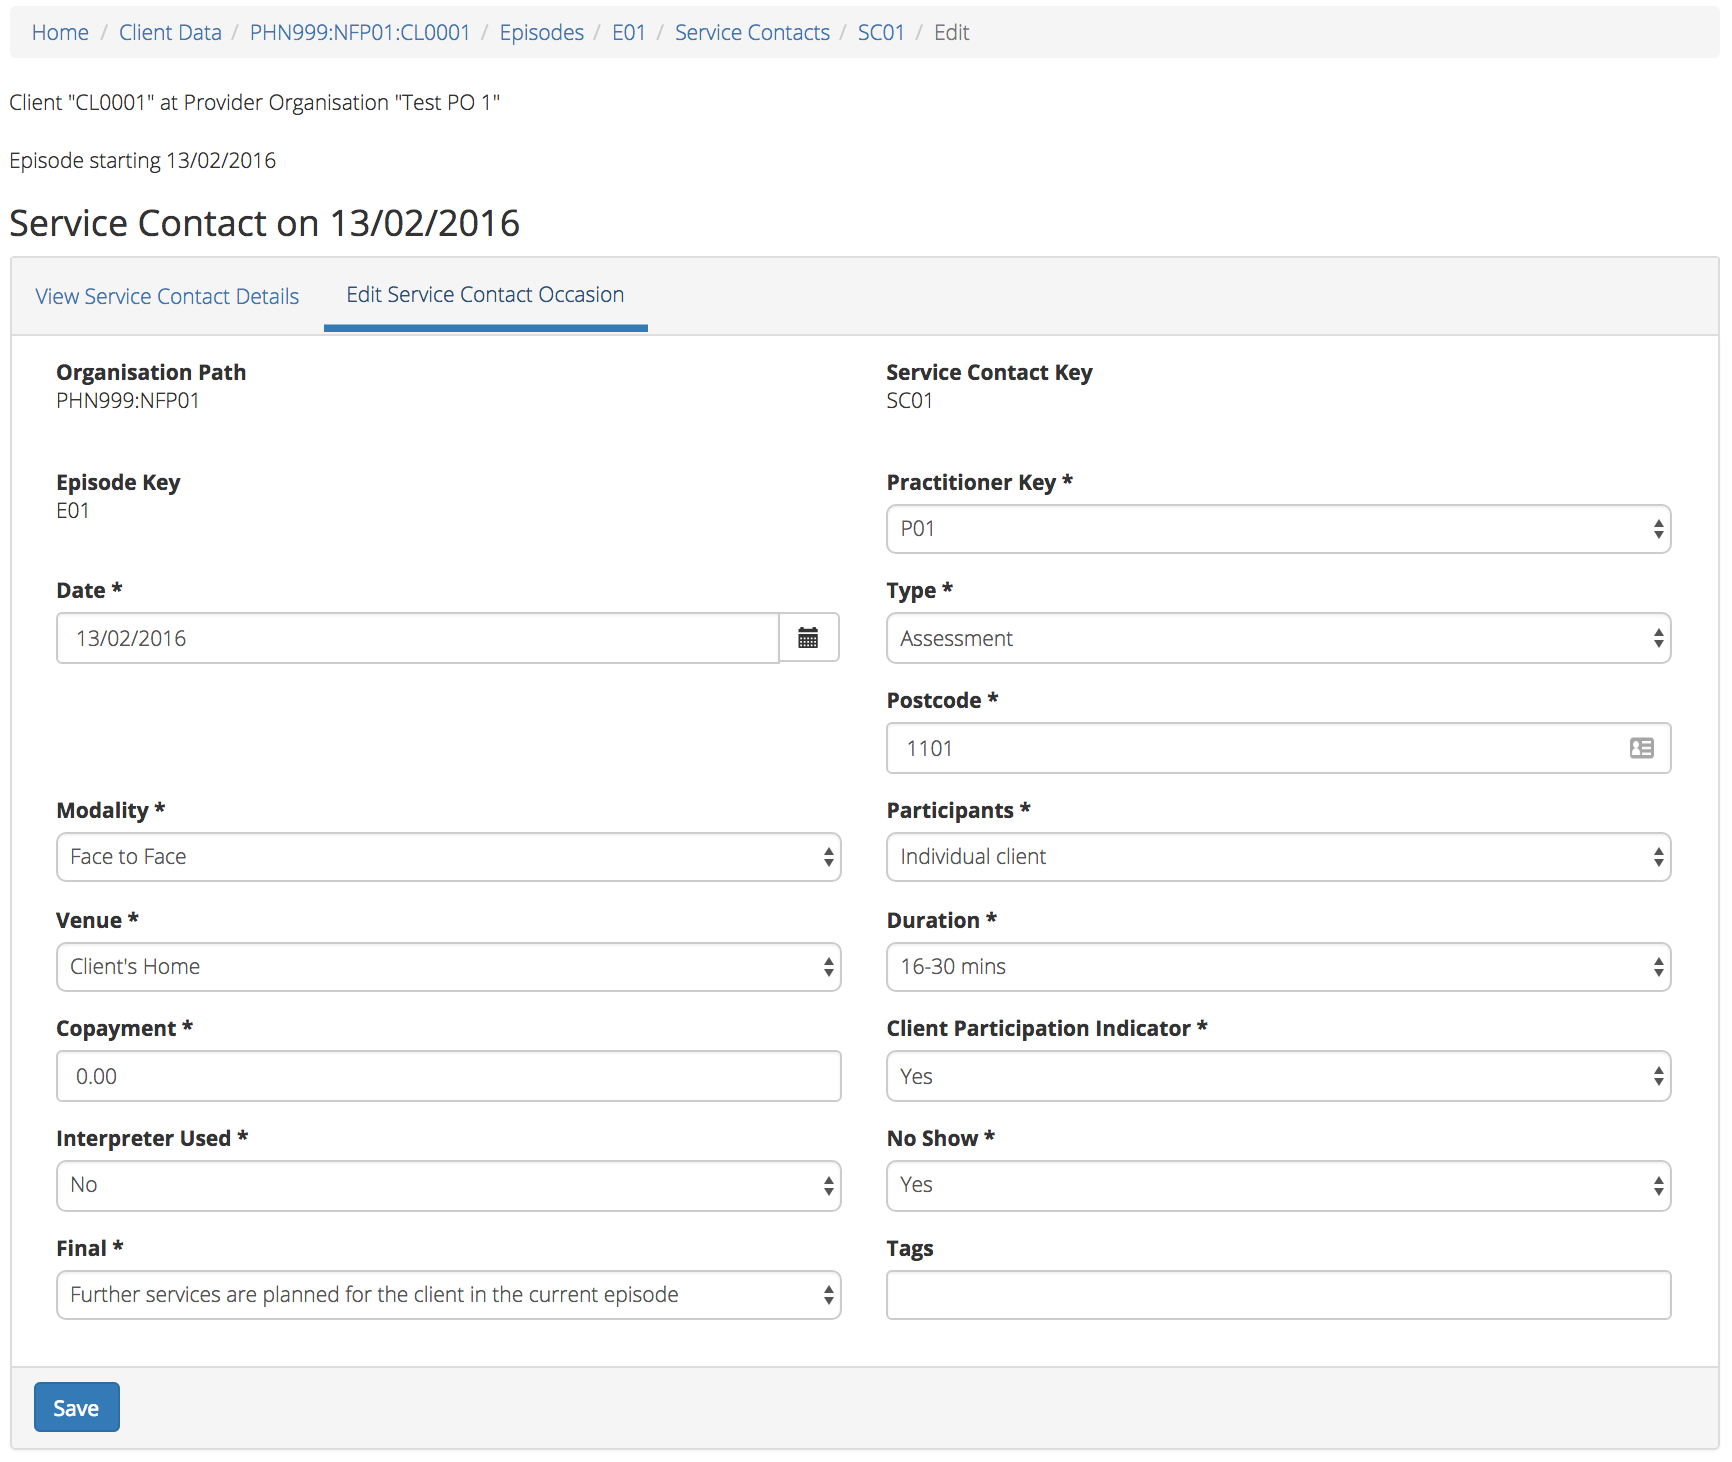 Home / Client Data / PHN999:NFP01:CL0001 / Episodes / E01 / Service Contacts / SC01 / Edit
Client "CL0001" at Provider Organisation "Test PO 1"
Episode starting 13/02/2016
Service Contact on 13/02/2016
View Service Contact Details Edit Service Contact Occasion
Organisation Path
PHN999:NFP01
Service Contact Key
SC01
Episode Key
E01
Practitioner Key *
P01
Date *
13/02/2016
Type *
Assessment
Postcode *
1101
Modality *
Face to Face
Participants *
Individual client
Venue *
Client's Home
Duration *
16-30 mins
Copayment *
0.00
Client Participation Indicator *
Yes
Interpreter Used *
No
No Show *
Yes
Final *
Further services are planned for the client in the current episode
Tags
Save